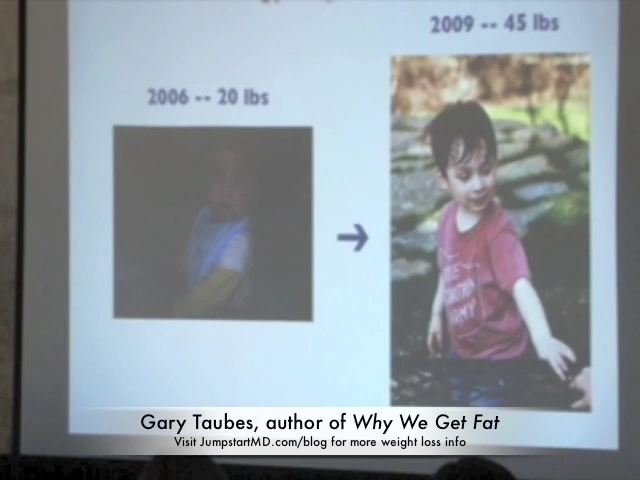 2009 -- 45 lbs
2006 -- 20 lbs
Gary Taubes, author of Why We Get Fat
Visit JumpstartMD.com/blog for more weight loss info